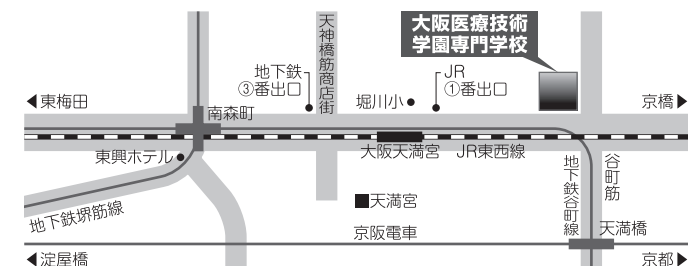 大阪医療技術
学園専門学校
天神橋筋商店街
地下鉄
③番出口
JR
①番出口
堀川小
◀東梅田
京橋▶
南森町
東興ホテル
大阪天満宮
JR東西線
地下鉄谷町線
谷町筋
天満宮
地下鉄堺筋線
京阪電車
天満橋
◀淀屋橋
京都▶